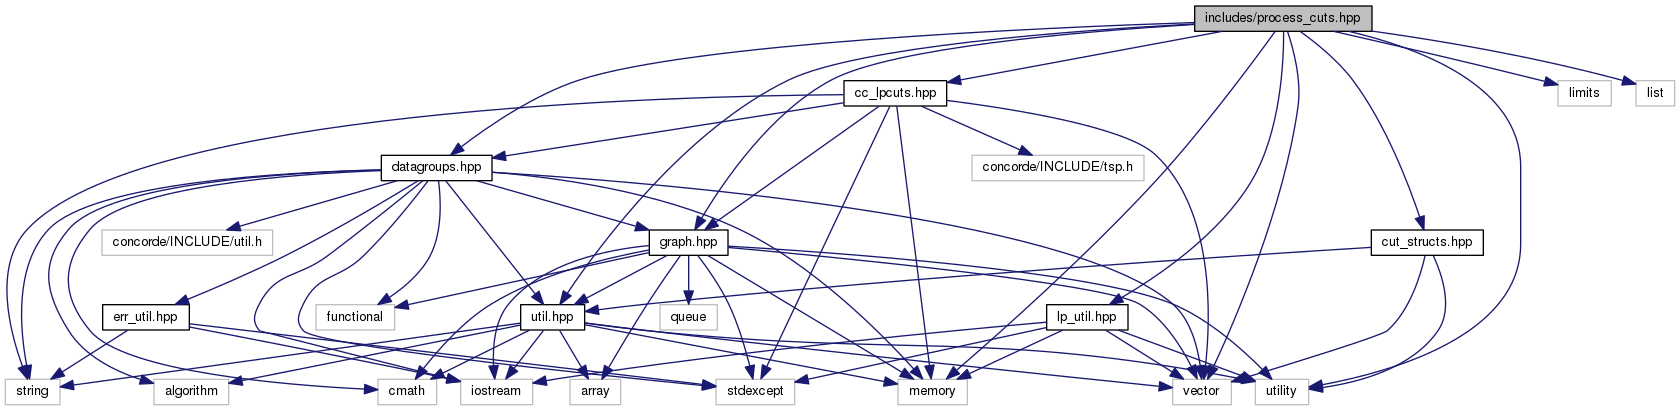 includes/process_cuts.hpp
cc_lpcuts.hpp
limits
list
datagroups.hpp
concorde/INCLUDE/tsp.h
concorde/INCLUDE/util.h
graph.hpp
cut_structs.hpp
err_util.hpp
functional
util.hpp
queue
lp_util.hpp
string
algorithm
cmath
iostream
array
stdexcept
memory
vector
utility